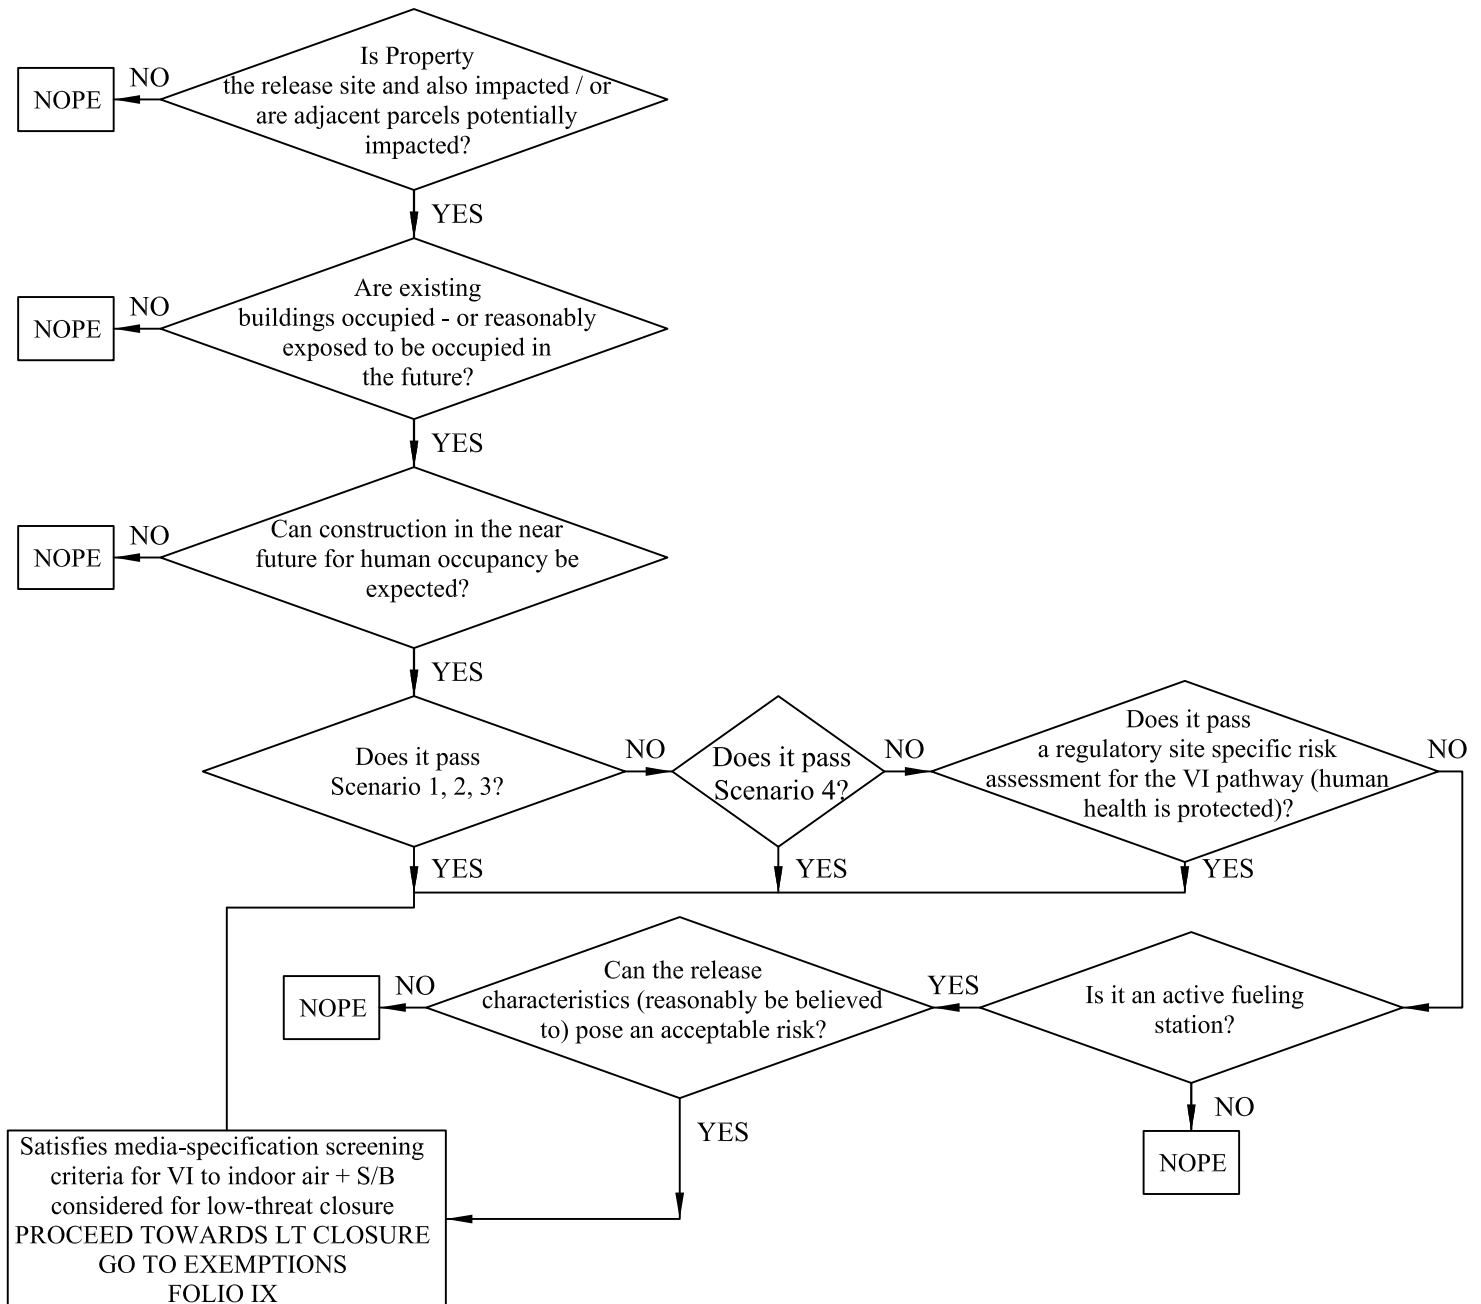 Is Property
the release site and also impacted / or
are adjacent parcels potentially
impacted?
NO
NOPE
YES
Are existing
buildings occupied - or reasonably
exposed to be occupied in
the future?
NO
NOPE
YES
Can construction in the near
future for human occupancy be
expected?
NO
NOPE
YES
Does it pass
Scenario 1, 2, 3?
NO
Does it pass
Scenario 4?
NO
Does it pass
a regulatory site specific risk
assessment for the VI pathway (human
health is protected)?
NO
YES
YES
YES
Can the release
characteristics (reasonably be believed
to) pose an acceptable risk?
NO
NOPE
YES
Is it an active fueling
station?
NO
NOPE
YES
Satisfies media-specification screening
criteria for VI to indoor air + S/B
considered for low-threat closure
PROCEED TOWARDS LT CLOSURE
GO TO EXEMPTIONS
FOLIO IX